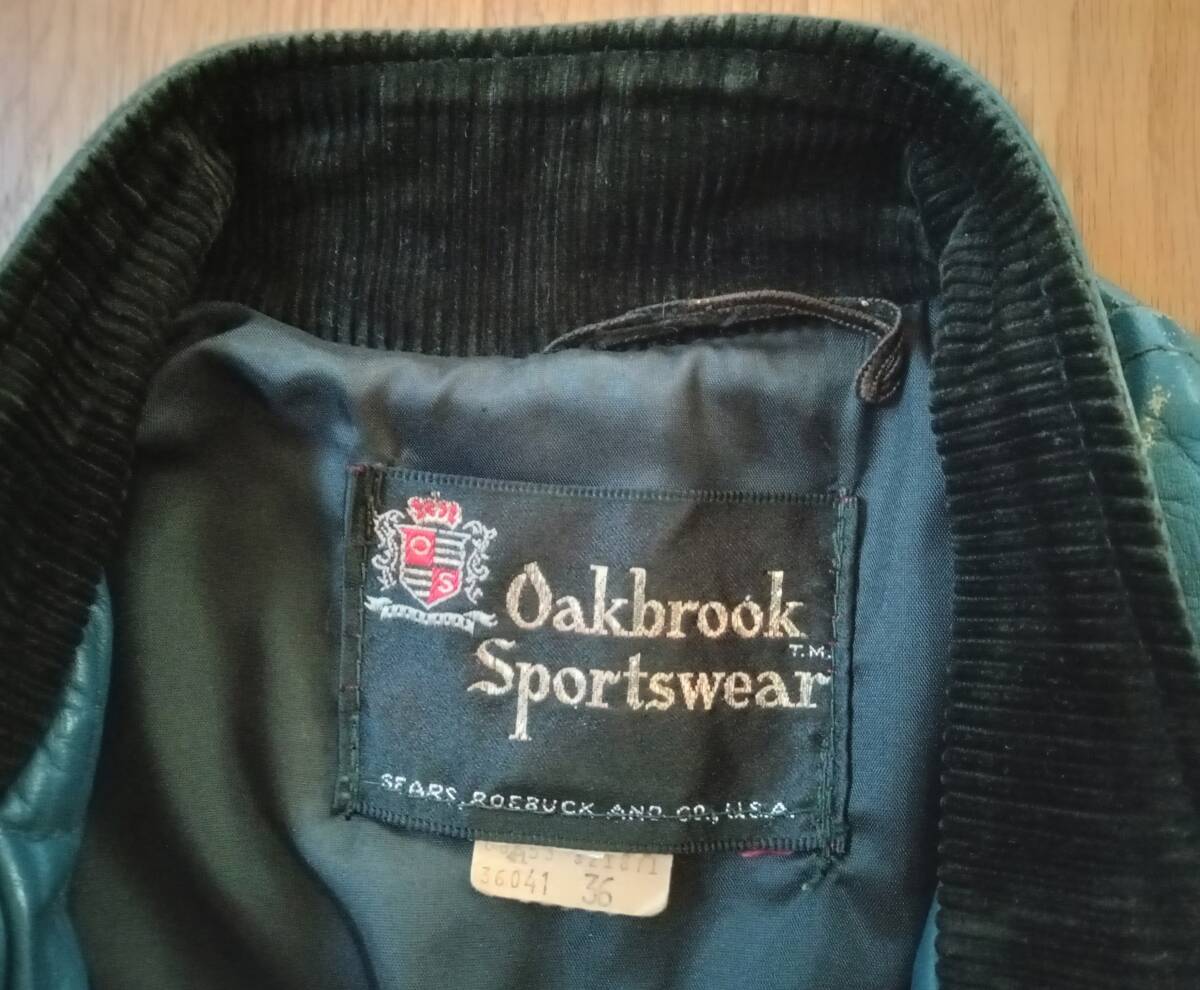 O
S
Oakbrook
T.M.
Sportswear
SEARS, ROEBUCK AND CO., U.S.A.
36041 36